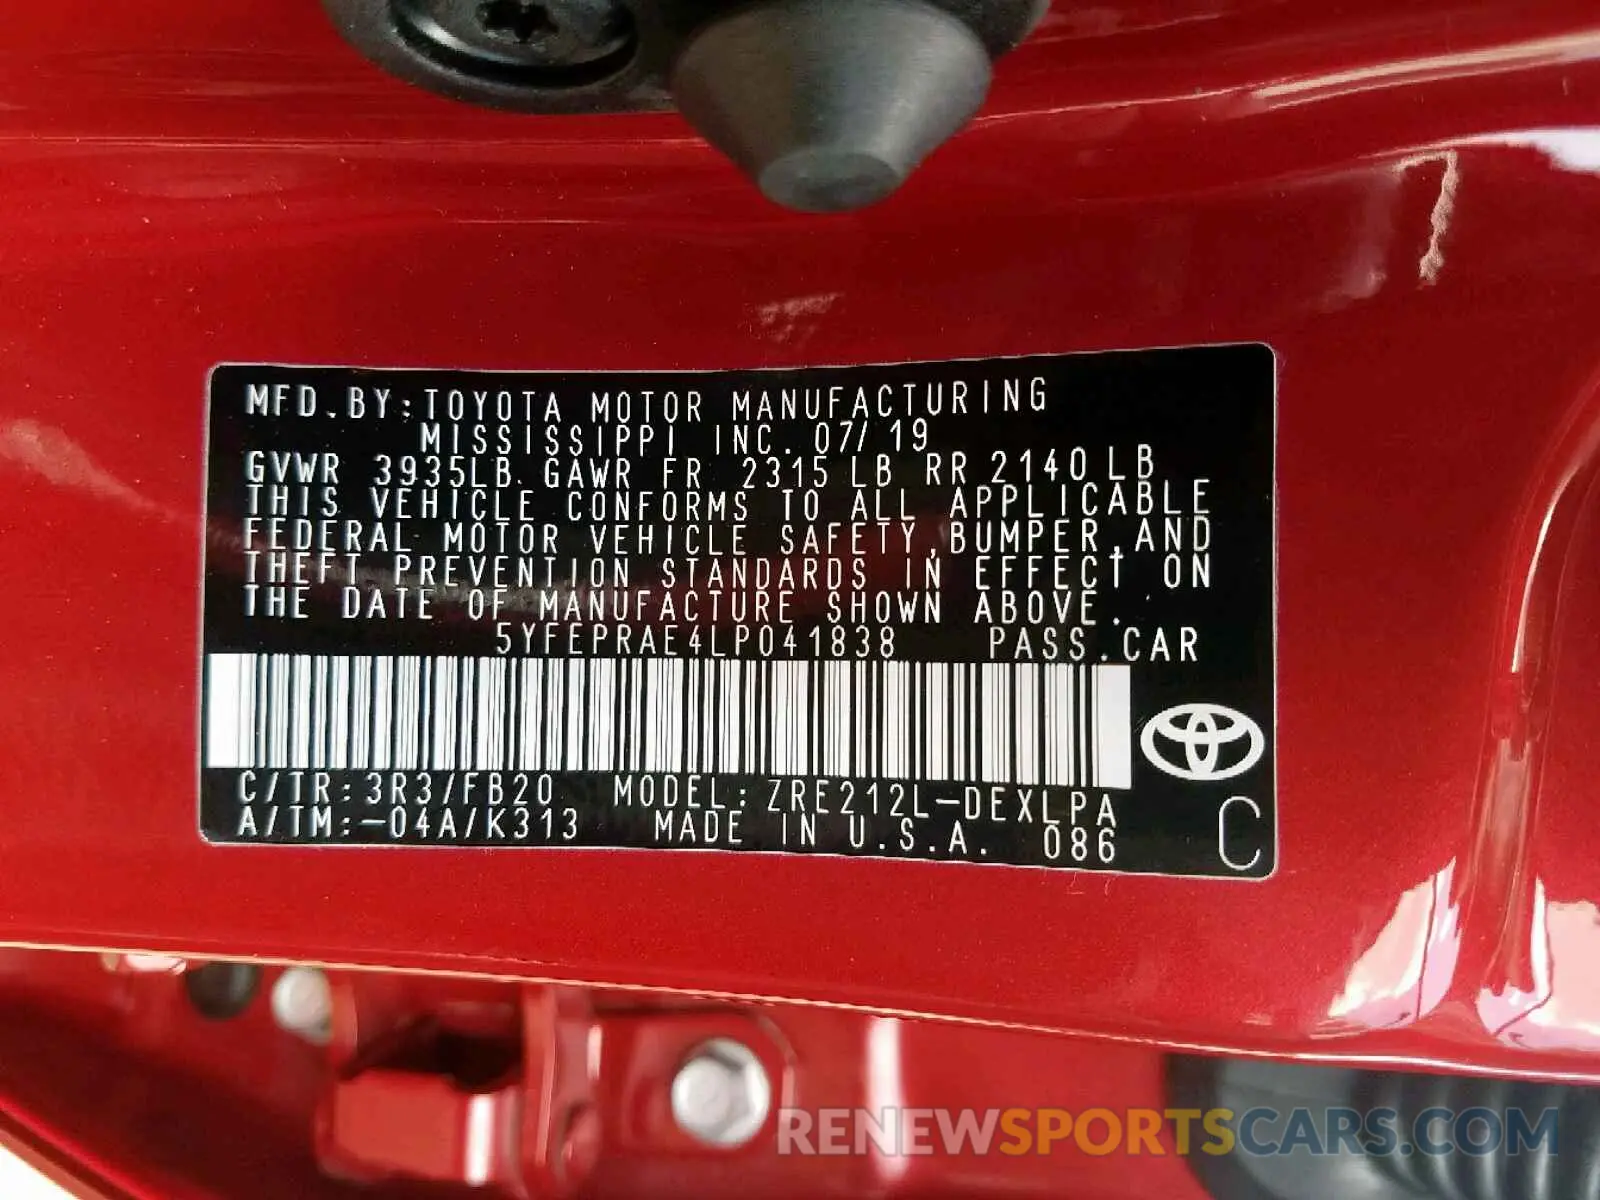 MFD.BY:TOYOTA MOTOR MANUFACTURING
MISSISSIPPI INC. 07/19
GVWR 3935LB GAWR FR 2315LB RR 2140LB
THIS VEHICLE CONFORMS TO ALL APPLICABLE
FEDERAL MOTOR VEHICLE SAFETY,BUMPER,AND
THEFT PREVENTION STANDARDS IN EFFECT ON
THE DATE OF MANUFACTURE SHOWN ABOVE.
5YFEPRAE4LP041838 PASS.CAR
C/TR:3R3/FB20 MODEL:ZRE212L-DEXLPA
A/TM:-04A/K313 MADE IN U.S.A. 086
C
RENEWSPORTSCARS.COM